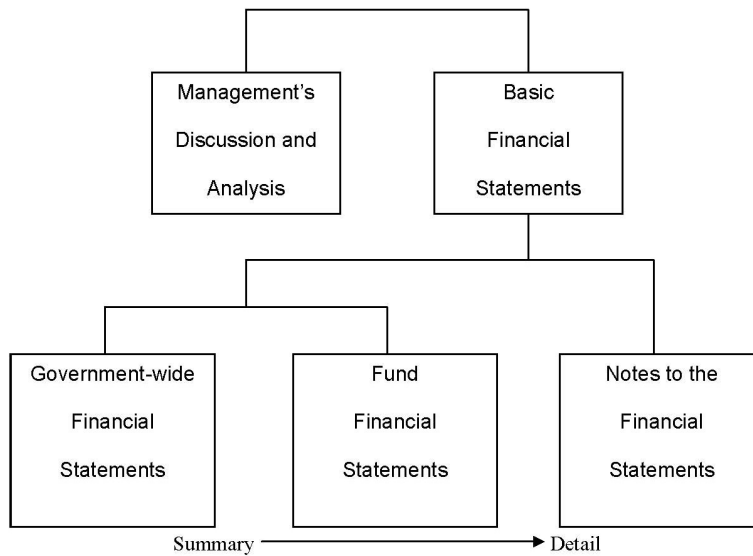 Management's
Discussion and
Analysis
Basic
Financial
Statements
Government-wide
Financial
Statements
Fund
Financial
Statements
Notes to the
Financial
Statements
Summary
Detail